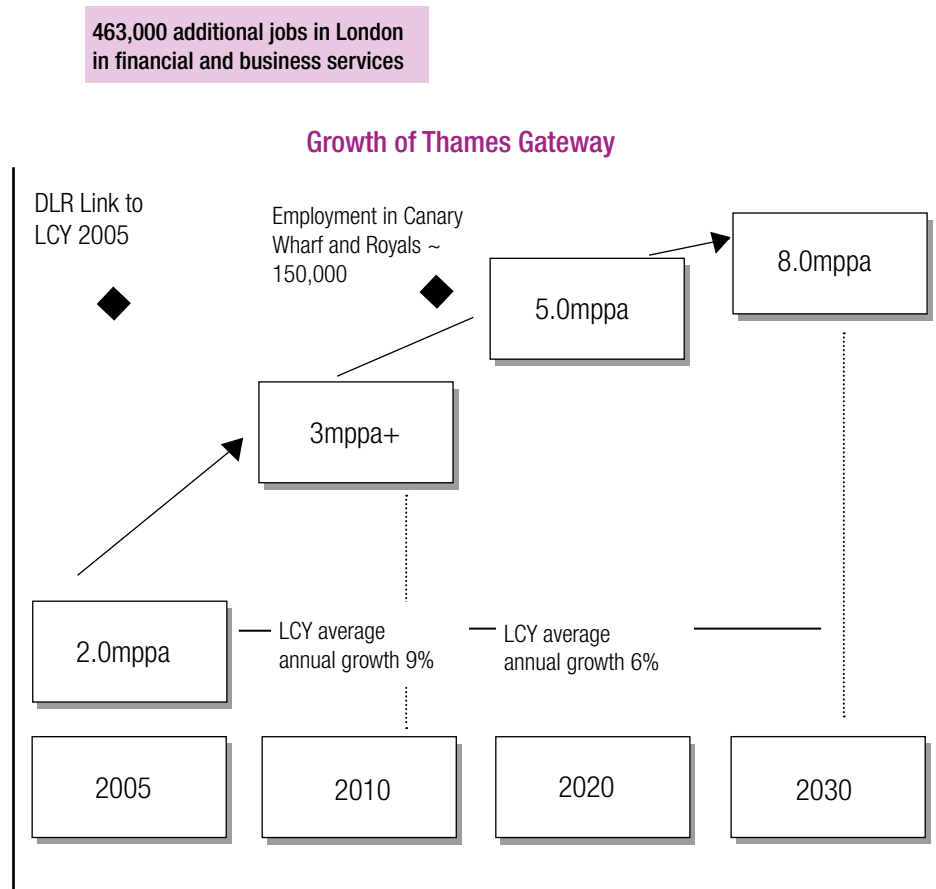 463,000 additional jobs in London
in financial and business services
Growth of Thames Gateway
DLR Link to
LCY 2005
Employment in Canary
Wharf and Royals ~
150,000
8.0mppa
5.0mppa
3mppa+
2.0mppa
LCY average
annual growth 9%
LCY average
annual growth 6%
2005
2010
2020
2030